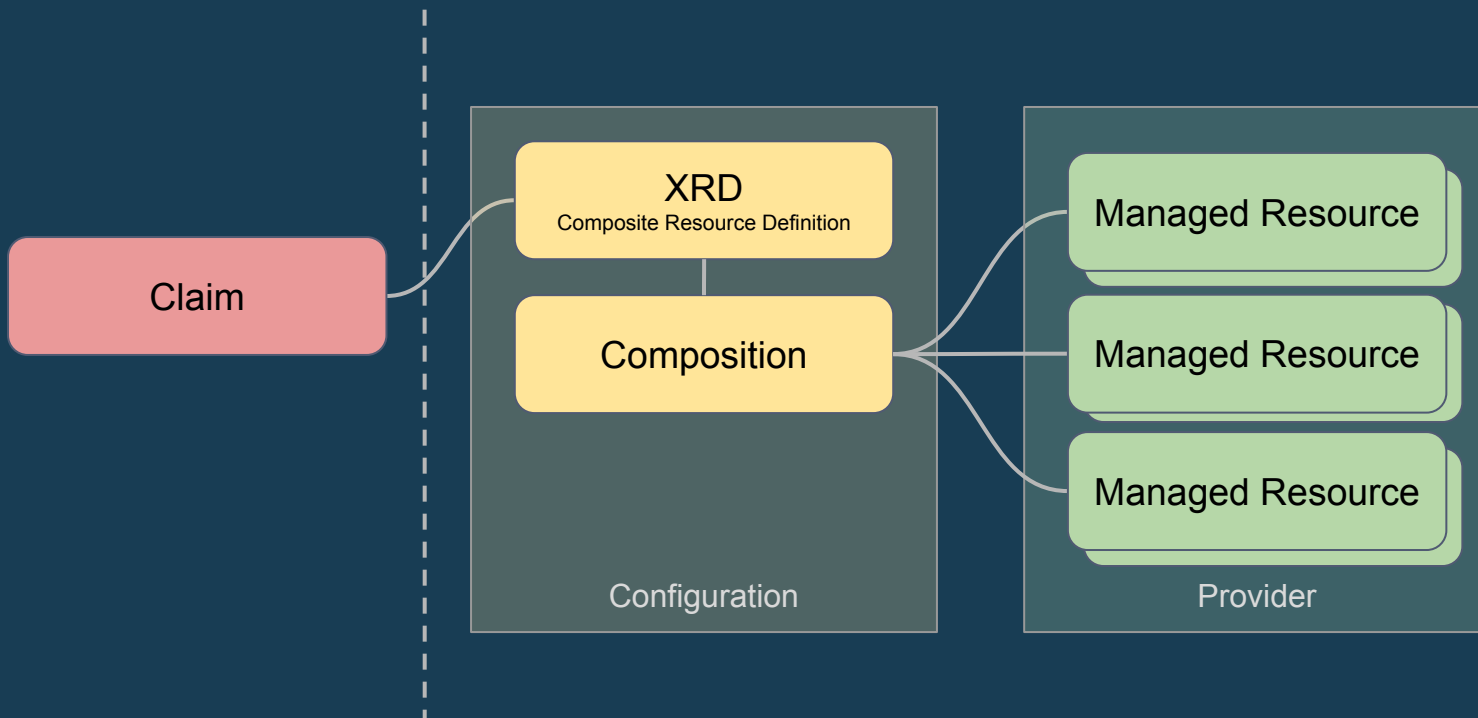 Claim
XRD
Composite Resource Definition
Composition
Configuration
Managed Resource
Managed Resource
Managed Resource
Provider